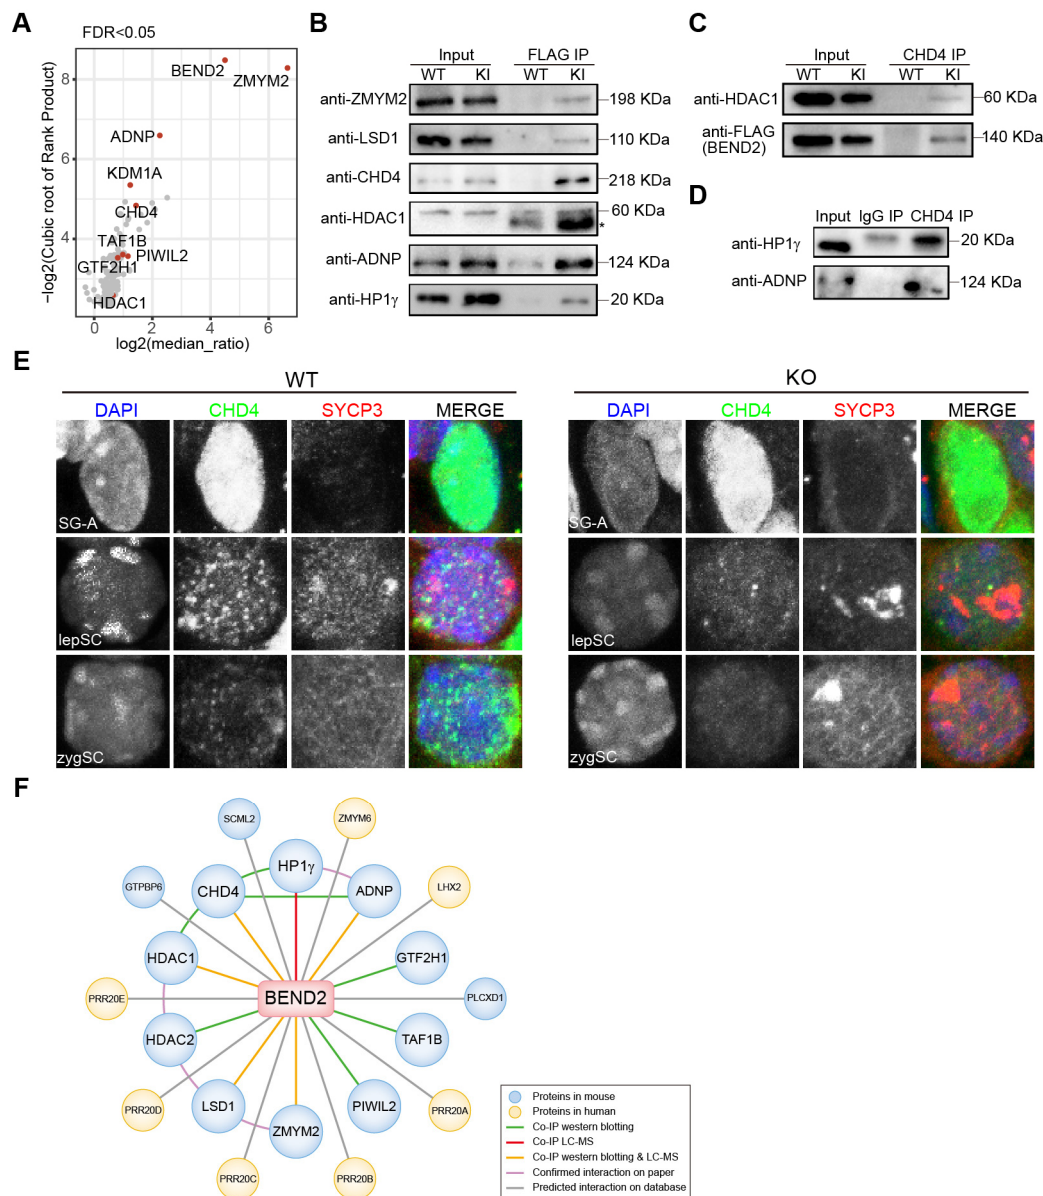 A
FDR<0.05
−log2(Cubic root of Rank Product)
8
6
4
BEND2
ZMYM2
ADNP
KDM1A
CHD4
TAF1B
PIWIL2
GTF2H1
HDAC1
0 2 4 6
log2(median_ratio)
B
Input FLAG IP
WT KI WT KI
anti-ZMYM2 198 KDa
anti-LSD1 110 KDa
anti-CHD4 218 KDa
anti-HDAC1 60 KDa
*
anti-ADNP 124 KDa
anti-HP1γ 20 KDa
C
Input CHD4 IP
WT KI WT KI
anti-HDAC1 60 KDa
anti-FLAG 140 KDa
(BEND2)
D
Input IgG IP CHD4 IP
anti-HP1γ 20 KDa
anti-ADNP 124 KDa
E
WT
DAPI CHD4 SYCP3 MERGE
SG-A
lepSC
zygSC
KO
DAPI CHD4 SYCP3 MERGE
SG-A
lepSC
zygSC
F
SCML2
ZMYM6
HP1γ
GTPBP6
CHD4
ADNP
LHX2
HDAC1
GTF2H1
PRR20E
BEND2
PLCXD1
HDAC2
TAF1B
PRR20D
LSD1
ZMYM2
PIWIL2
PRR20A
PRR20C
PRR20B
Proteins in mouse
Proteins in human
Co-IP western blotting
Co-IP LC-MS
Co-IP western blotting & LC-MS
Confirmed interaction on paper
Predicted interaction on database